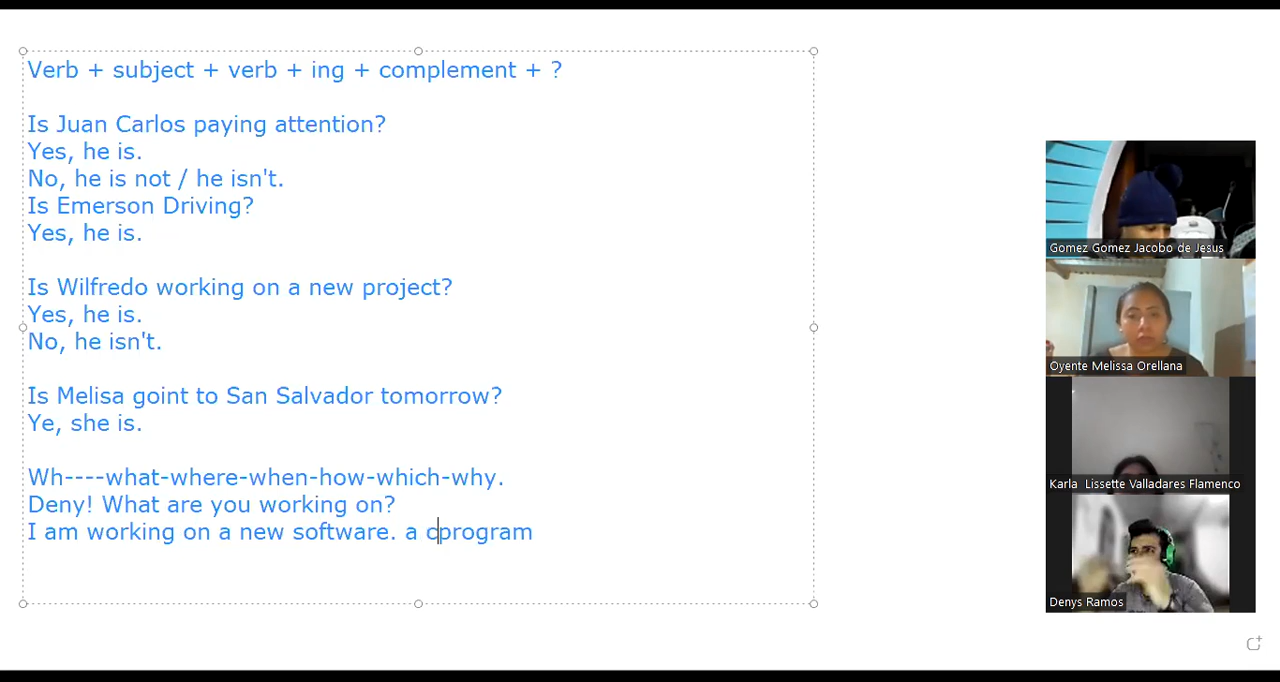 Verb + subject + verb + ing + complement + ?
Is Juan Carlos paying attention?
Yes, he is.
No, he is not / he isn't.
Is Emerson Driving?
Yes, he is.
Is Wilfredo working on a new project?
Yes, he is.
No, he isn't.
Is Melisa goint to San Salvador tomorrow?
Ye, she is.
Wh----what-where-when-how-which-why.
Deny! What are you working on?
I am working on a new software. a cprogram
Gomez Gomez Jacobo de Jesus
Oyente Melissa Orellana
Karla Lissette Valladares Flamenco
Denys Ramos